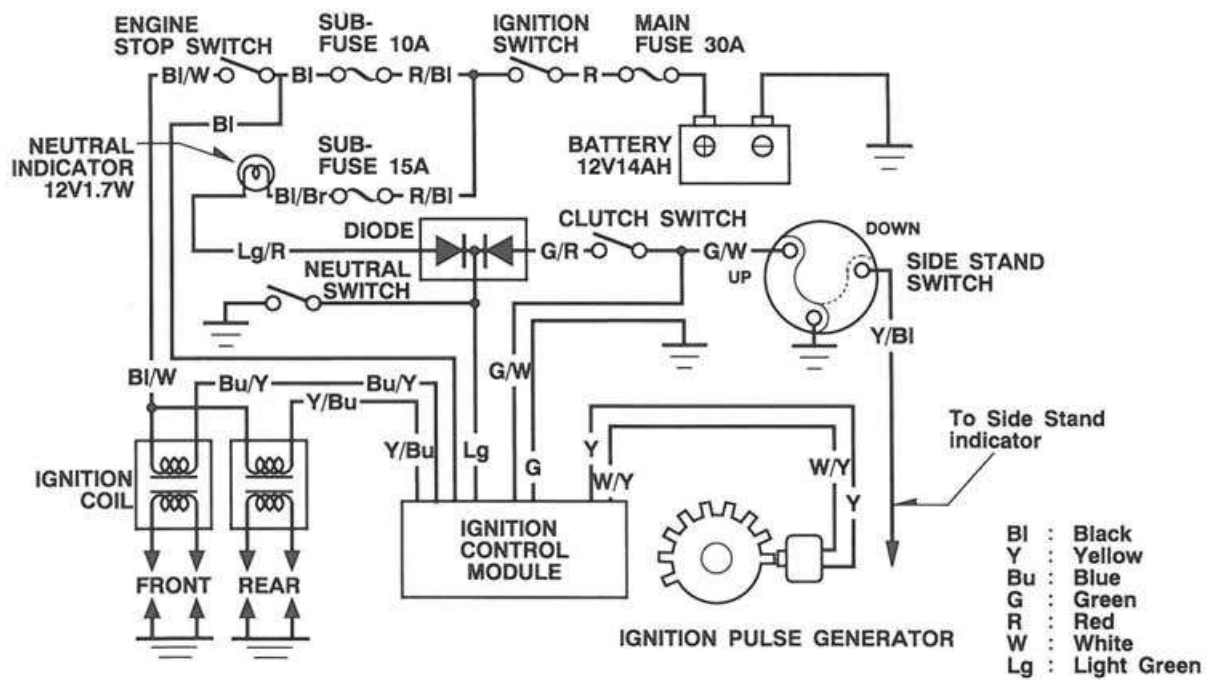 ENGINE
STOP SWITCH
SUB-
FUSE 10A
IGNITION
SWITCH
MAIN
FUSE 30A
Bl/W
Bl
R/Bl
R
Bl
NEUTRAL
INDICATOR
12V1.7W
SUB-
FUSE 15A
BATTERY
12V14AH
Bl/Br
R/Bl
DIODE
CLUTCH SWITCH
DOWN
Lg/R
G/R
G/W
UP
SIDE STAND
SWITCH
NEUTRAL
SWITCH
Y/Bl
Bl/W
Bu/Y
Bu/Y
G/W
Y/Bu
To Side Stand
indicator
Y/Bu
Lg
G
Y
W/Y
W/Y
Y
IGNITION
COIL
IGNITION
CONTROL
MODULE
FRONT
REAR
IGNITION PULSE GENERATOR
Bl : Black
Y : Yellow
Bu : Blue
G : Green
R : Red
W : White
Lg : Light Green